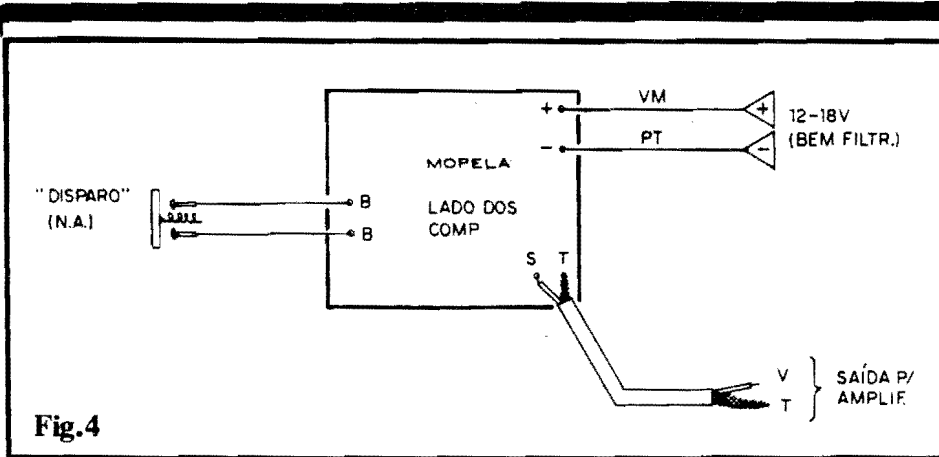 + VM +
12-18V
(BEM FILTR.)
- PT -
MOPELA
"DISPARO"
(N.A.)
B
LADO DOS
COMP
B
S T
V
SAÍDA P/
AMPLIF.
T
Fig.4